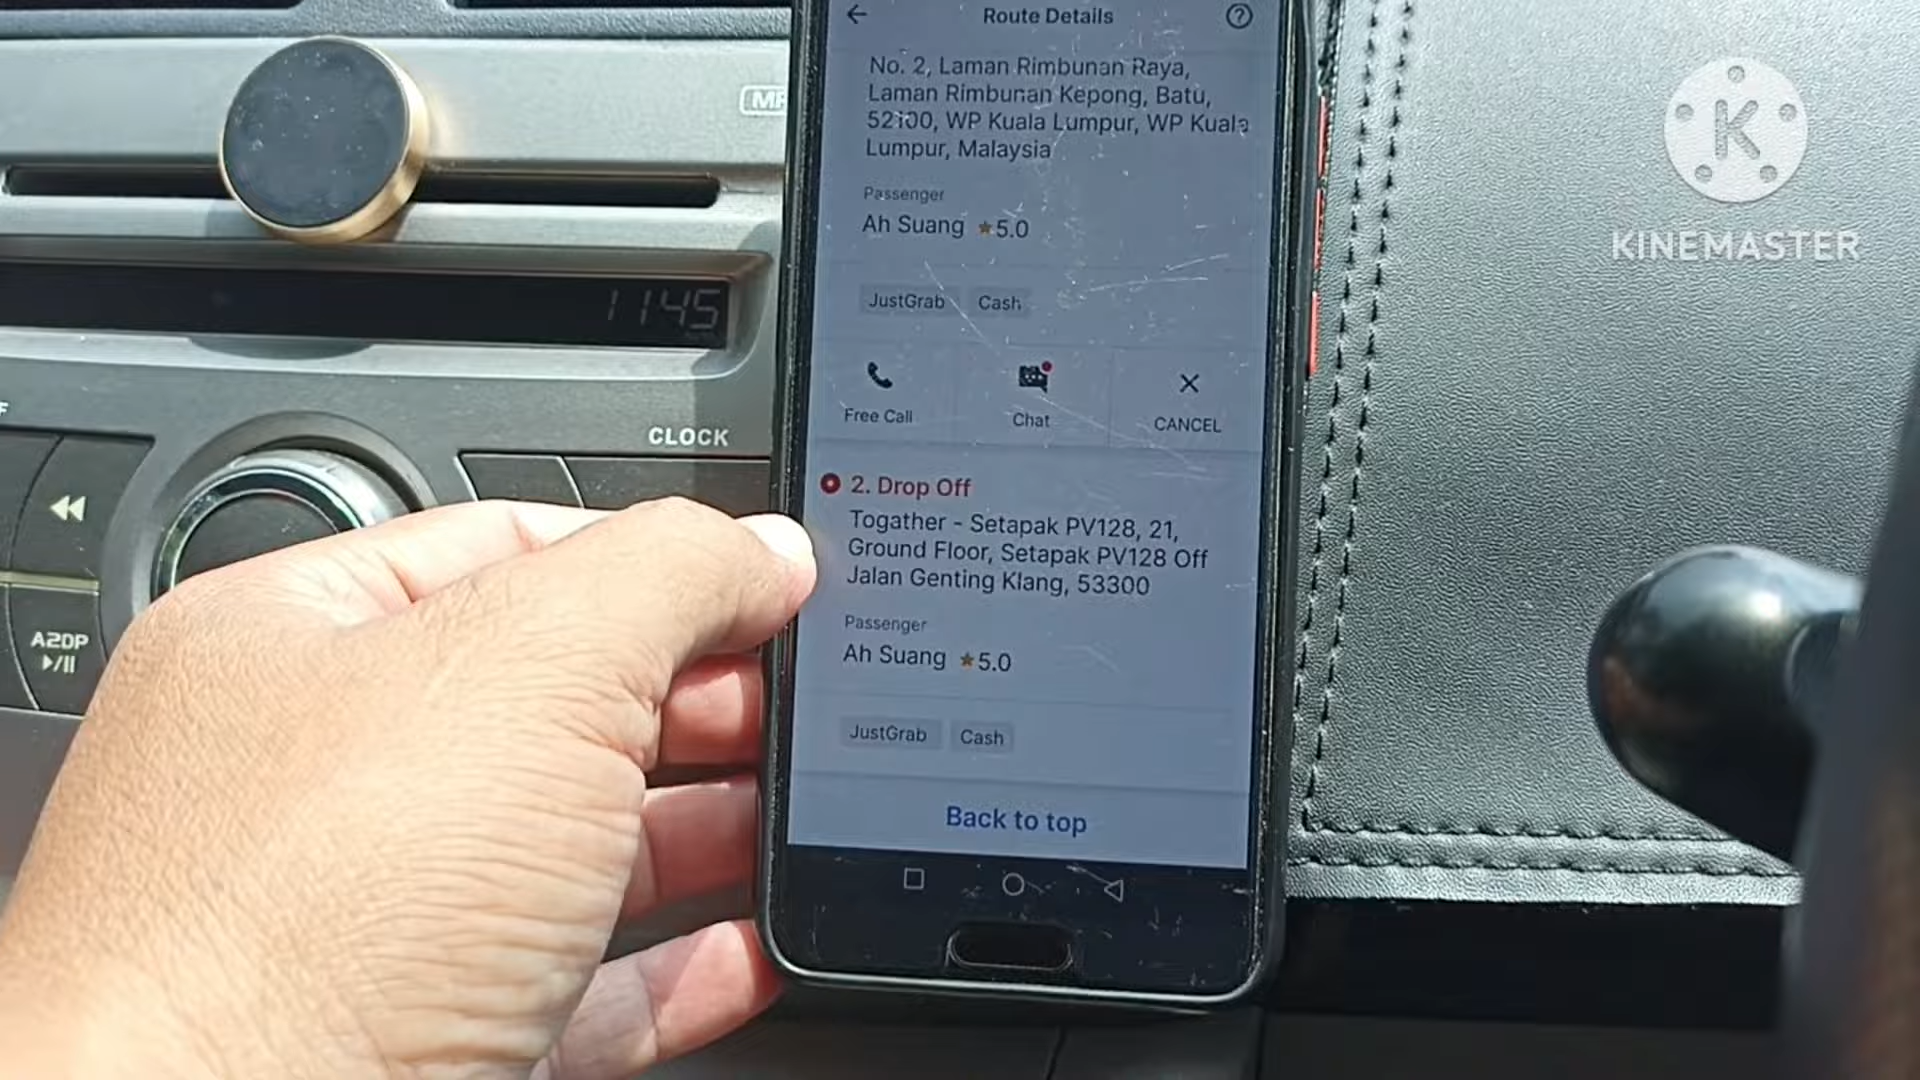 Route Details
No. 2, Laman Rimbunan Raya,
Laman Rimbunan Kepong, Batu,
52100, WP Kuala Lumpur, WP Kuala
Lumpur, Malaysia
Passenger
Ah Suang ★5.0
JustGrab Cash
Free Call Chat CANCEL
2. Drop Off
Togather - Setapak PV128, 21,
Ground Floor, Setapak PV128 Off
Jalan Genting Klang, 53300
Passenger
Ah Suang ★5.0
JustGrab Cash
Back to top
11:45
CLOCK
A2DP
K
KINEMASTER